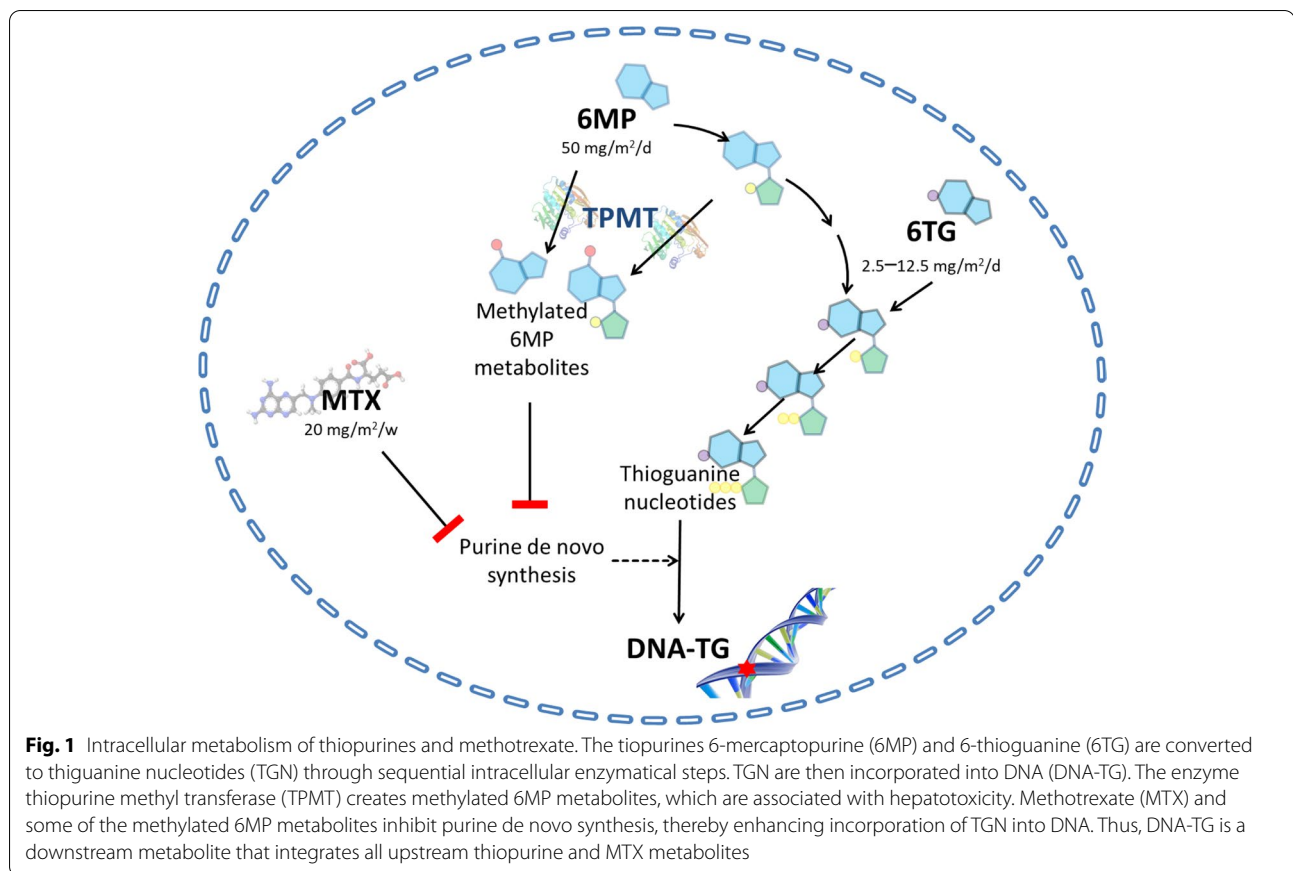 6MP
50 mg/m²/d
TPMT
6TG
2.5–12.5 mg/m²/d
Methylated
6MP
metabolites
MTX
20 mg/m²/w
Thioguanine
nucleotides
Purine de novo
synthesis
DNA-TG
Fig. 1 Intracellular metabolism of thiopurines and methotrexate. The tiopurines 6-mercaptopurine (6MP) and 6-thioguanine (6TG) are converted
to thiguanine nucleotides (TGN) through sequential intracellular enzymatical steps. TGN are then incorporated into DNA (DNA-TG). The enzyme
thiopurine methyl transferase (TPMT) creates methylated 6MP metabolites, which are associated with hepatotoxicity. Methotrexate (MTX) and
some of the methylated 6MP metabolites inhibit purine de novo synthesis, thereby enhancing incorporation of TGN into DNA. Thus, DNA-TG is a
downstream metabolite that integrates all upstream thiopurine and MTX metabolites